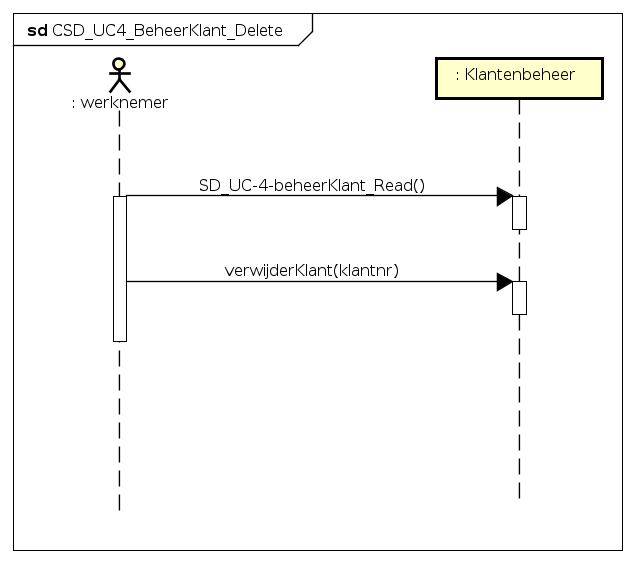 sd CSD_UC4_BeheerKlant_Delete
: werknemer
: Klantenbeheer
SD_UC-4-beheerKlant_Read()
verwijderKlant(klantnr)